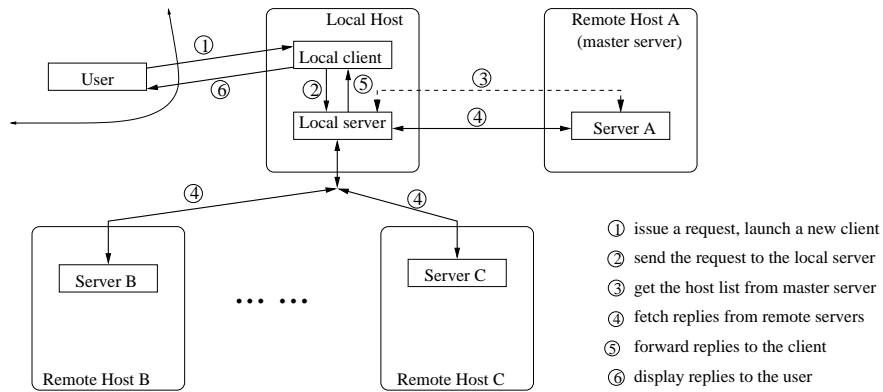 Local Host
Remote Host A
(master server)
①
Local client
User
⑥
②
⑤
③
Local server
④
Server A
④
④
Server B
Server C
... ...
Remote Host B
Remote Host C
① issue a request, launch a new client
② send the request to the local server
③ get the host list from master server
④ fetch replies from remote servers
⑤ forward replies to the client
⑥ display replies to the user